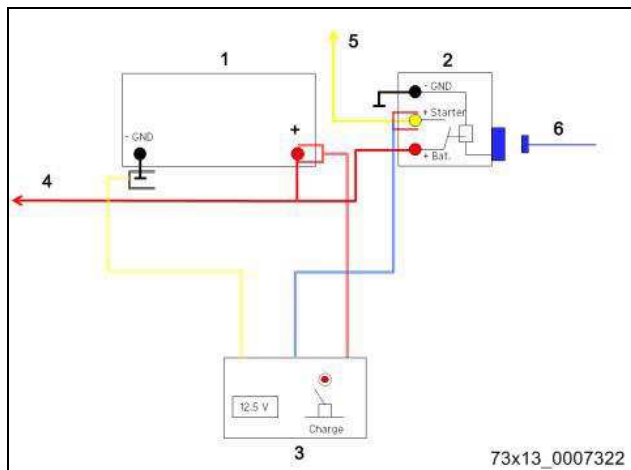 5
1
2
- GND
+ Starter
+
- GND
6
+ Bat.
4
12.5 V
Charge
3
73x13_0007322